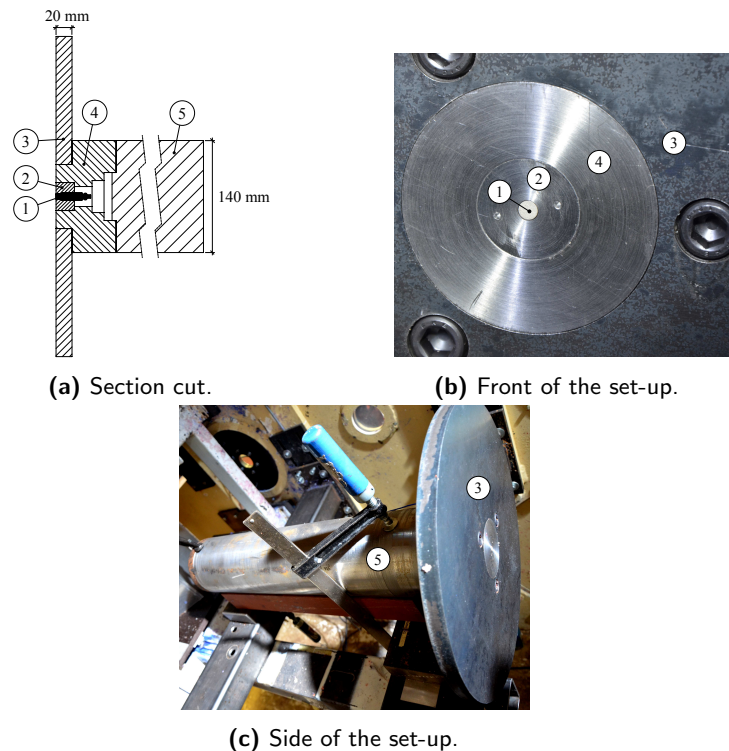 20 mm
5
4
3
2
1
140 mm
(a) Section cut.
3
4
2
1
(b) Front of the set-up.
3
5
(c) Side of the set-up.